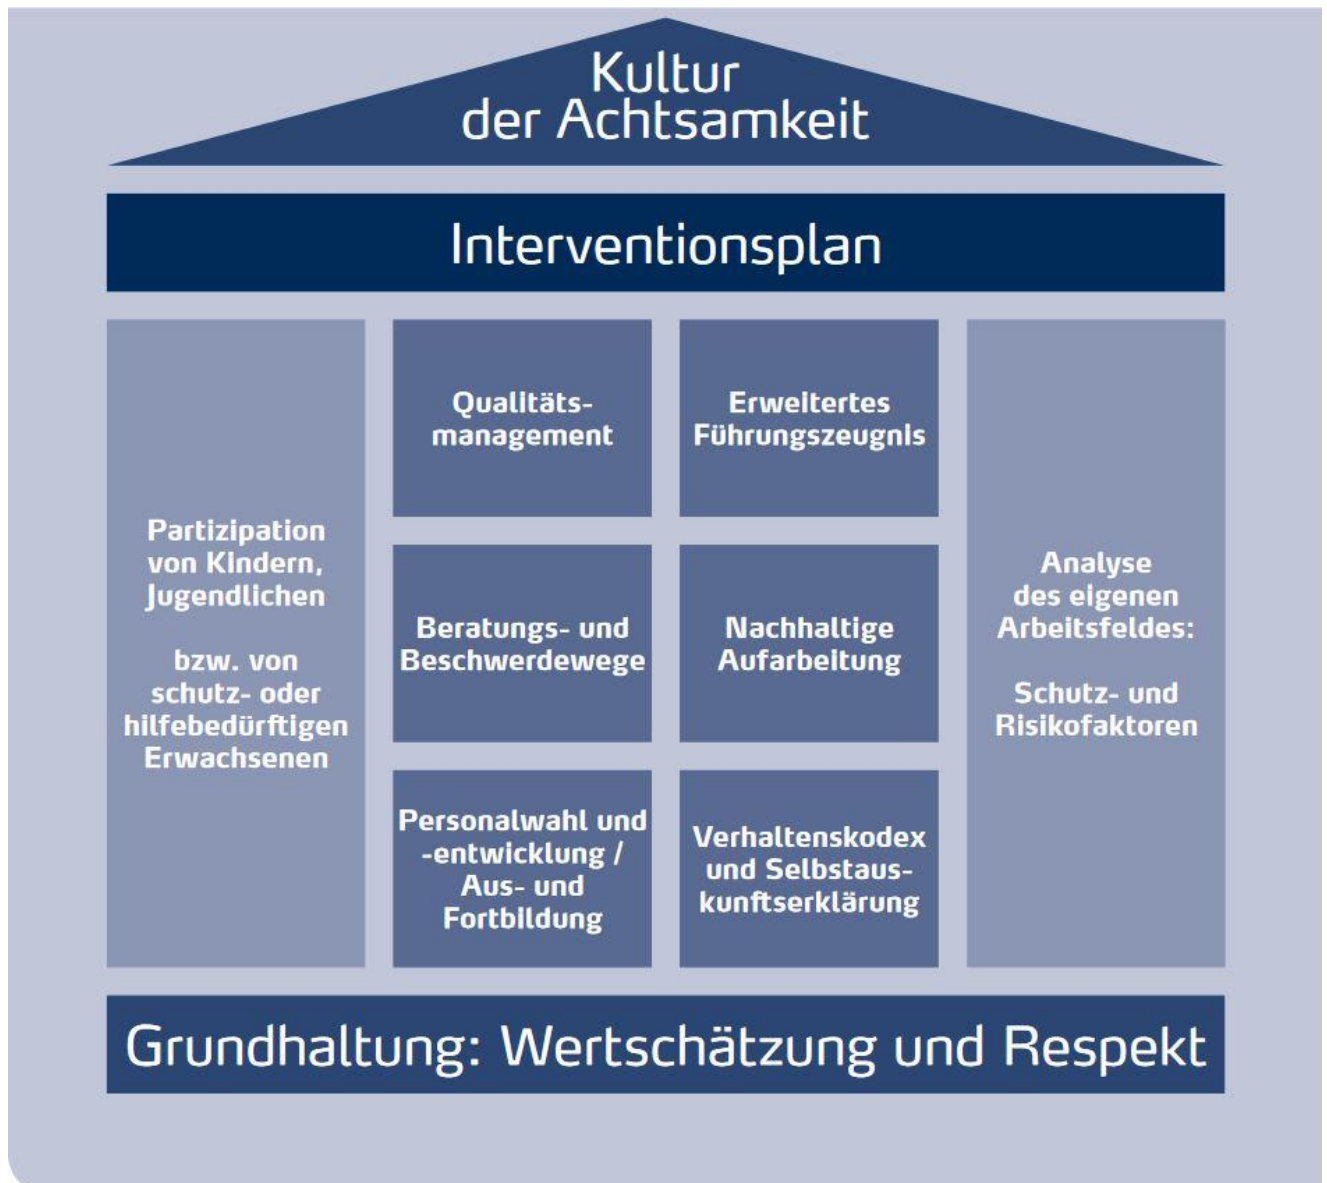 Kultur
der Achtsamkeit
Interventionsplan
Partizipation
von Kindern,
Jugendlichen
bzw. von
schutz- oder
hilfebedürftigen
Erwachsenen
Qualitäts-
management
Erweitertes
Führungszeugnis
Beratungs- und
Beschwerdewege
Nachhaltige
Aufarbeitung
Personalwahl und
-entwicklung /
Aus- und
Fortbildung
Verhaltenskodex
und Selbstaus-
kunftserklärung
Analyse
des eigenen
Arbeitsfeldes:
Schutz- und
Risikofaktoren
Grundhaltung: Wertschätzung und Respekt